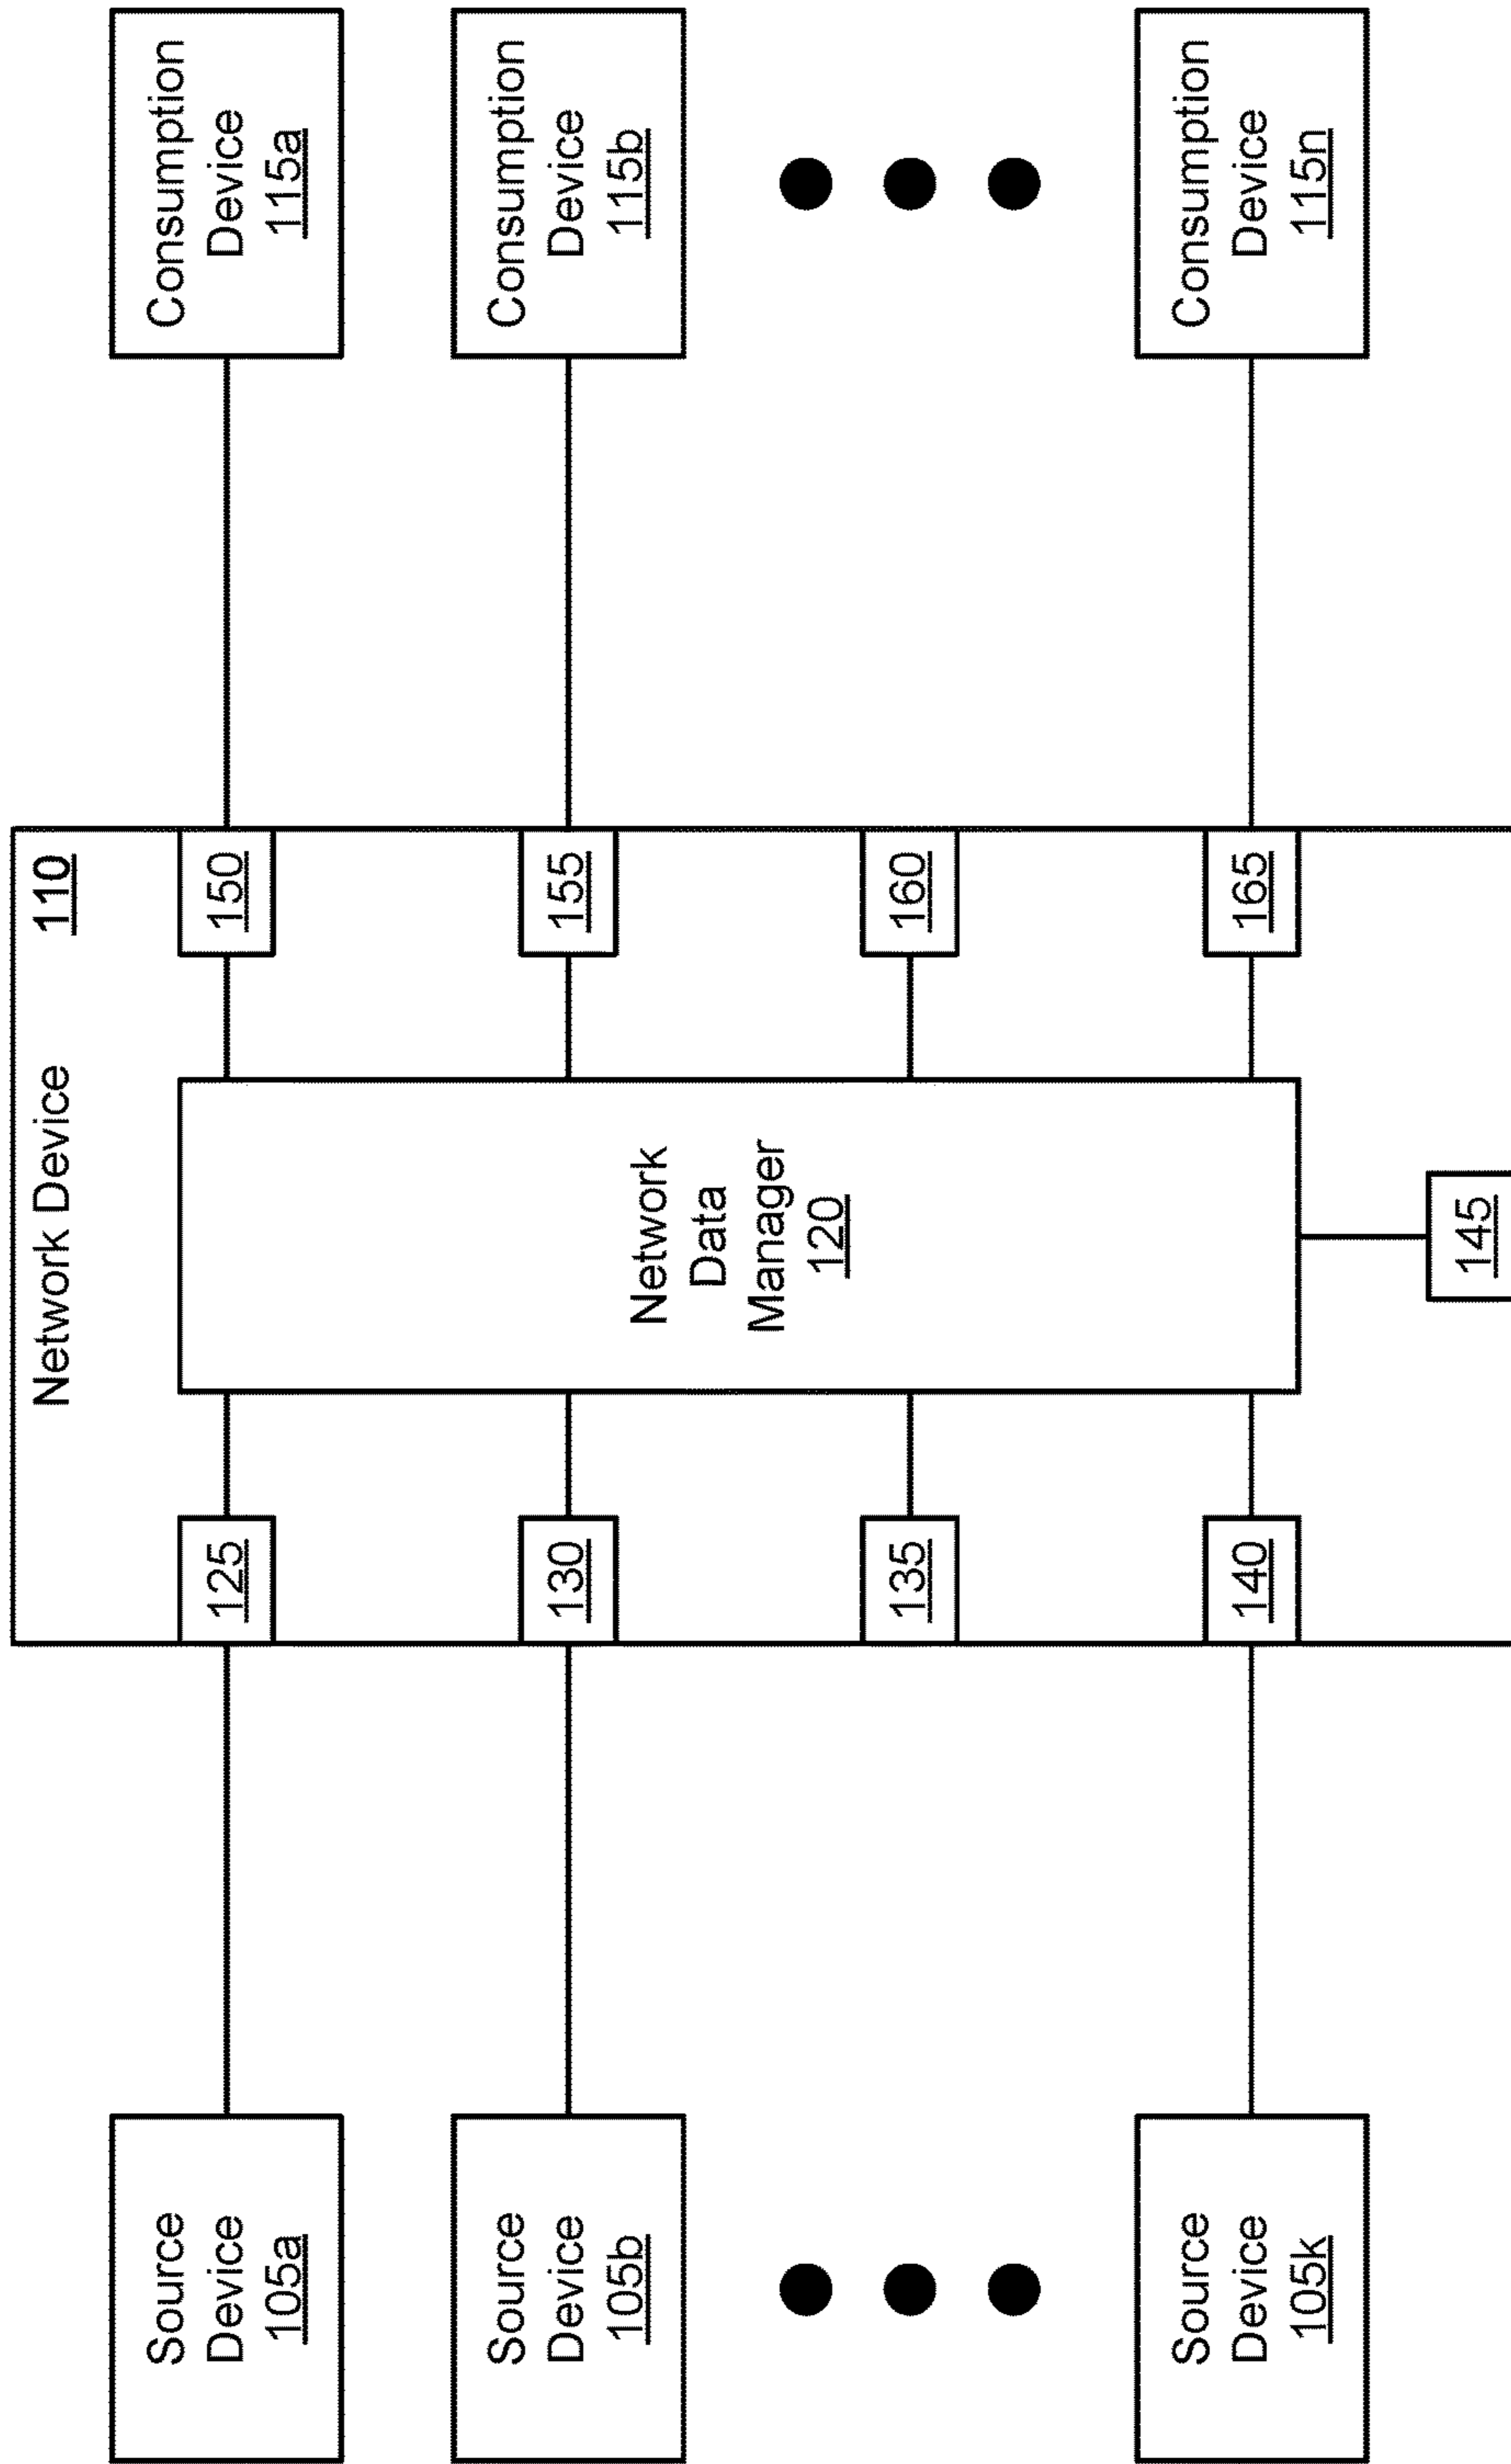 Network Device
110
Source
Device
105a
125
150
Consumption
Device
115a
Source
Device
105b
130
155
Consumption
Device
115b
Network
Data
Manager
120
135
160
Source
Device
105k
140
165
Consumption
Device
115n
145